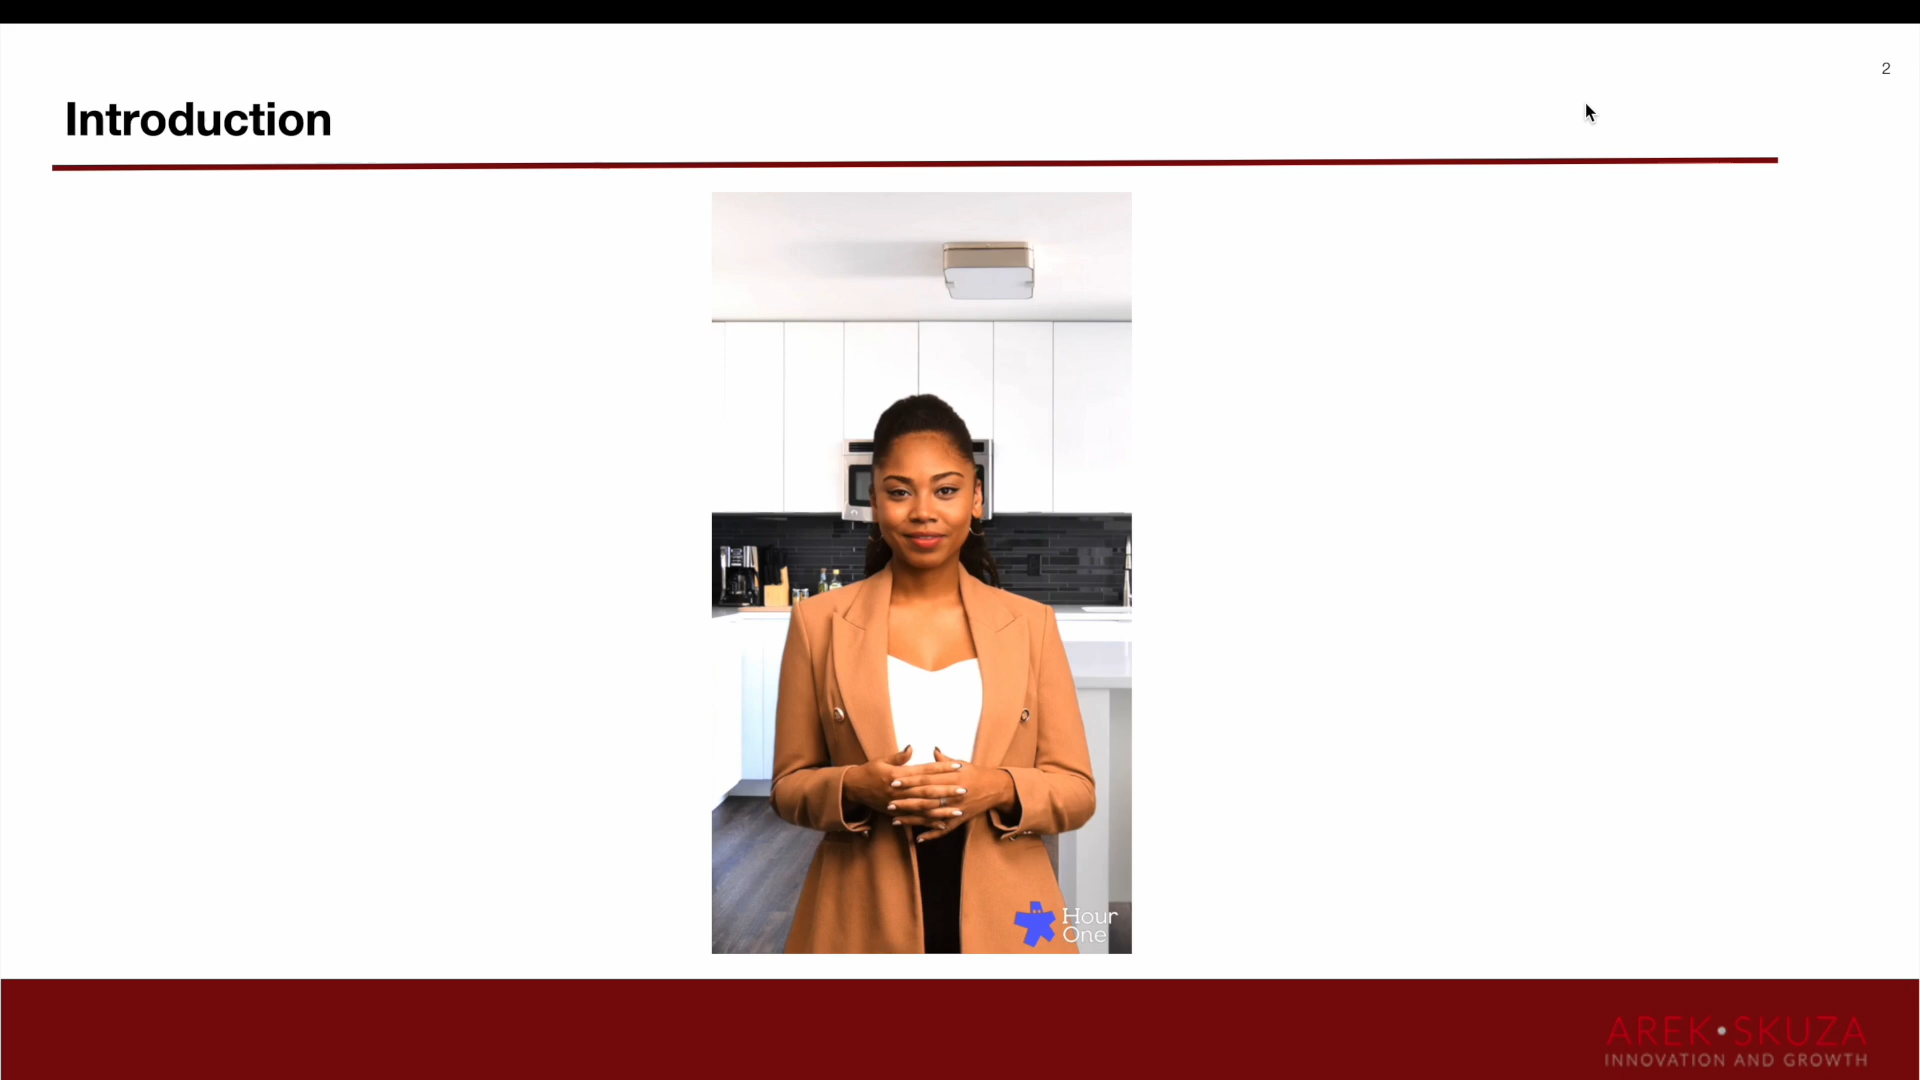 2
Introduction
Hour
One
AREK•SKUZA
INNOVATION AND GROWTH